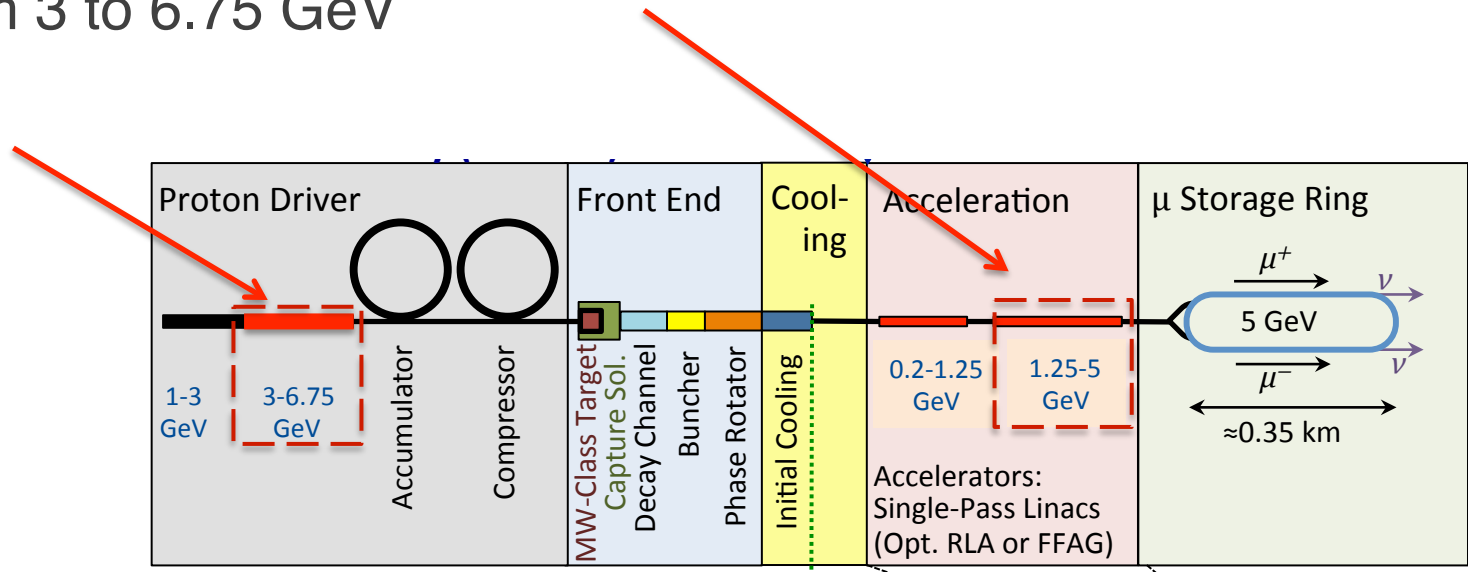 3 to 6.75 GeV
Proton Driver
Front End
Cool-
ing
Acceleration
μ Storage Ring
1-3
GeV
3-6.75
GeV
Accumulator
Compressor
MW-Class Target
Capture Sol.
Decay Channel
Buncher
Phase Rotator
Initial Cooling
0.2-1.25
GeV
1.25-5
GeV
Accelerators:
Single-Pass Linacs
(Opt. RLA or FFAG)
μ+
ν
5 GeV
ν
μ−
≈0.35 km